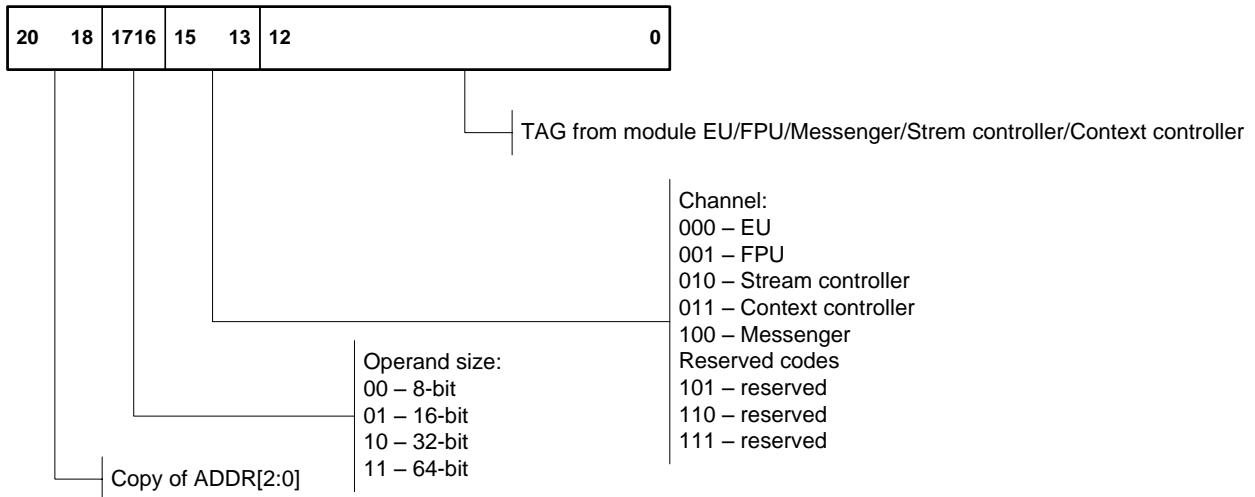 20 18 1716 15 13 12 0
TAG from module EU/FPU/Messenger/Strem controller/Context controller
Channel:
000 – EU
001 – FPU
010 – Stream controller
011 – Context controller
100 – Messenger
Reserved codes
101 – reserved
110 – reserved
111 – reserved
Operand size:
00 – 8-bit
01 – 16-bit
10 – 32-bit
11 – 64-bit
Copy of ADDR[2:0]